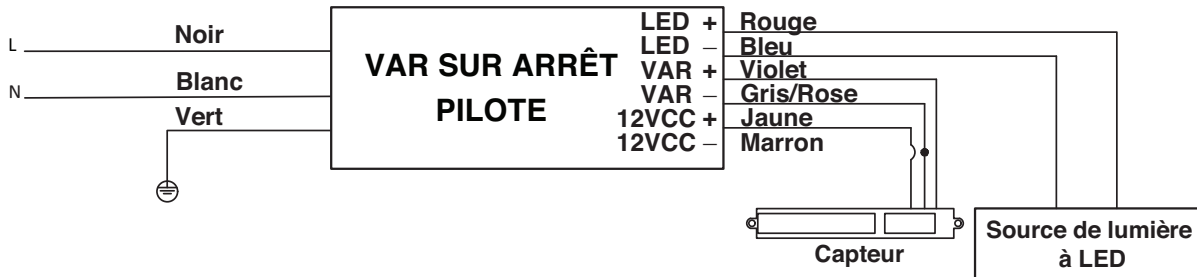 L Noir
N Blanc
Vert
VAR SUR ARRÊT
PILOTE
LED + Rouge
LED – Bleu
VAR + Violet
VAR – Gris/Rose
12VCC + Jaune
12VCC – Marron
Capteur
Source de lumière
à LED